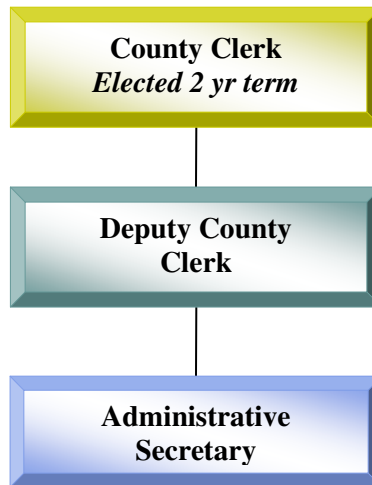 County Clerk
Elected 2 yr term
Deputy County
Clerk
Administrative
Secretary